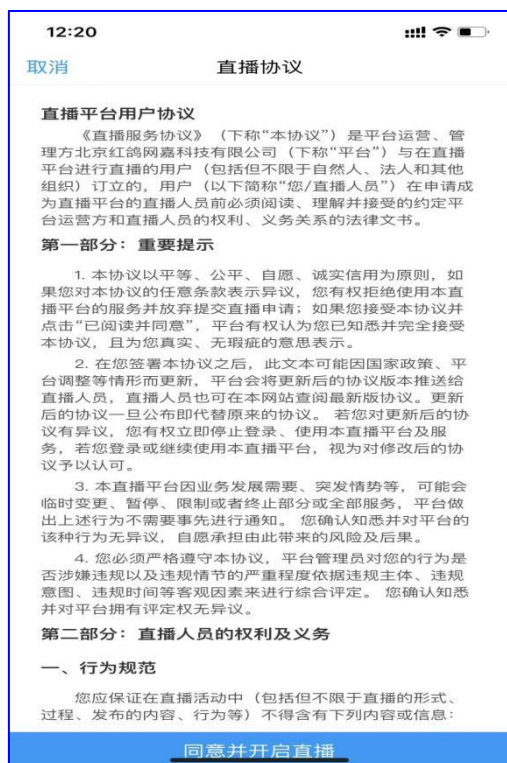 12:20
取消
直播协议
直播平台用户协议
《直播服务协议》（下称“本协议”）是平台运营、管
理方北京红鸽网嘉科技有限公司（下称“平台”）与在直播
平台进行直播的用户（包括但不限于自然人、法人和其他
组织）订立的，用户（以下简称“您/直播人员”）在申请成
为直播平台的直播人员前必须阅读、理解并接受的约定平
台运营方和直播人员的权利、义务关系的法律文书。
第一部分：重要提示
1. 本协议以平等、公平、自愿、诚实信用为原则，如
果您对本协议的任意条款表示异议，您有权拒绝使用本直
播平台的服务并放弃提交直播申请；如果您接受本协议并
点击“已阅读并同意”，平台有权认为您已知悉并完全接受
本协议，且为您真实、无瑕疵的意思表示。
2. 在您签署本协议之后，此文本可能因国家政策、平
台调整等情形而更新，平台会将更新后的协议版本推送给
直播人员，直播人员也可在本网站查阅最新版协议。更新
后的协议一旦公布即代替原来的协议。 若您对更新后的协
议有异议，您有权立即停止登录、使用本直播平台及服
务，若您登录或继续使用本直播平台，视为对修改后的协
议予以认可。
3. 本直播平台因业务发展需要、突发情势等，可能会
临时变更、暂停、限制或者终止部分或全部服务，平台做
出上述行为不需要事先进行通知。 您确认知悉并对平台的
该种行为无异议，自愿承担由此带来的风险及后果。
4. 您必须严格遵守本协议，平台管理员对您的行为是
否涉嫌违规以及违规情节的严重程度依据违规主体、违规
意图、违规时间等客观因素来进行综合评定。 您确认知悉
并对平台拥有评定权无异议。
第二部分：直播人员的权利及义务
一、行为规范
您应保证在直播活动中（包括但不限于直播的形式、
过程、发布的内容、行为等）不得含有下列内容或信息：
同意并开启直播